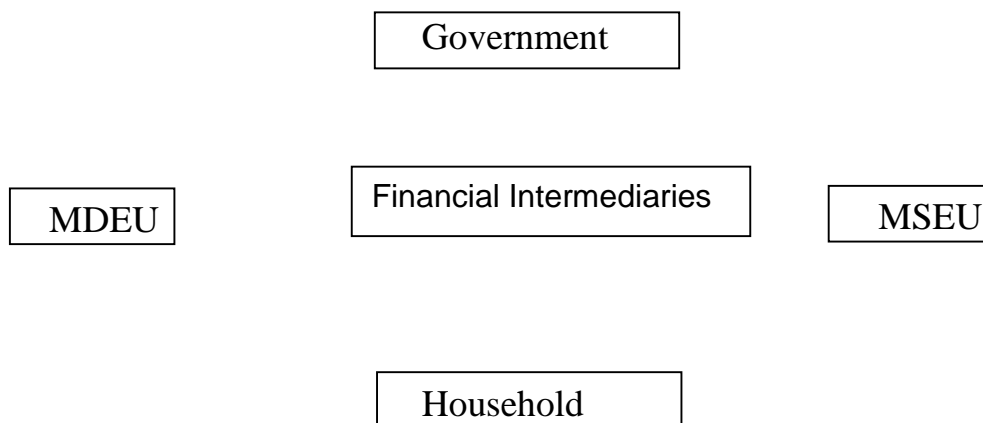 Government
Financial Intermediaries
MDEU
MSEU
Household